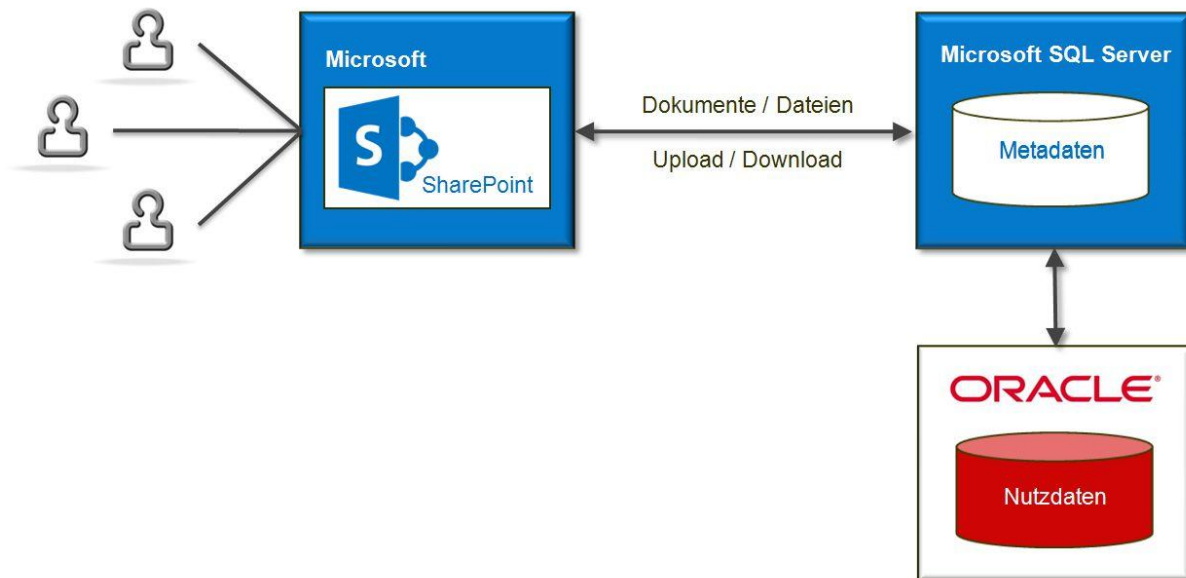 Microsoft
S
SharePoint
Dokumente / Dateien
Upload / Download
Microsoft SQL Server
Metadaten
ORACLE®
Nutzdaten